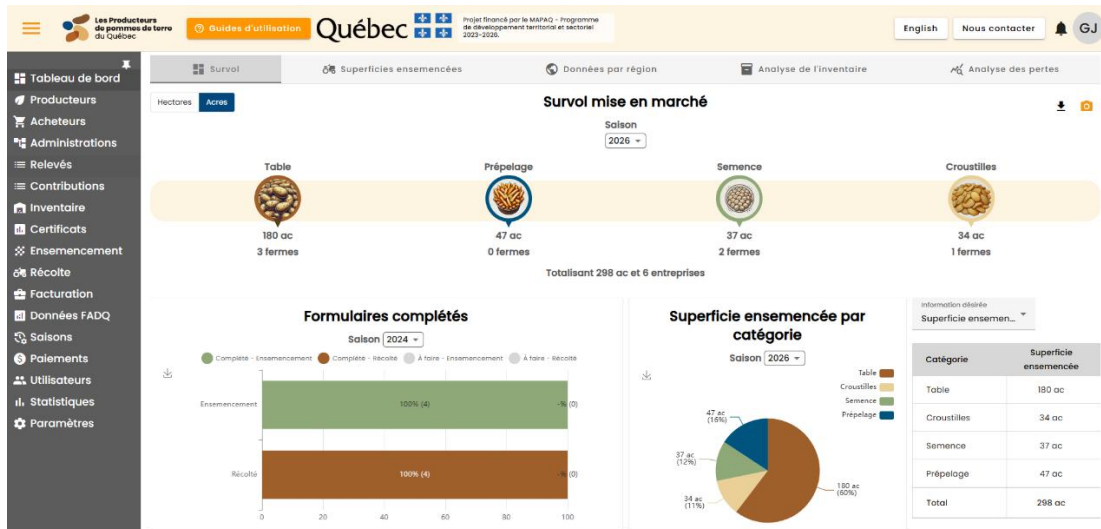 Les Producteurs
de pommes de terre
du Québec
Guides d'utilisation
Québec
Projet financé par le MAPAQ - Programme
de développement territorial et sectoriel
2023-2026.
English
Nous contacter
GJ
Tableau de bord
Producteurs
Acheteurs
Administrations
Relevés
Contributions
Inventaire
Certificats
Ensemencement
Récolte
Facturation
Données FADQ
Saisons
Paiements
Utilisateurs
Statistiques
Paramètres
Survol
Superficies ensemencées
Données par région
Analyse de l'inventaire
Analyse des pertes
Hectares
Acres
Survol mise en marché
Saison
2026
Table
Prépelage
Semence
Croustilles
180 ac
47 ac
37 ac
34 ac
3 fermes
0 fermes
2 fermes
1 fermes
Totalisant 298 ac et 6 entreprises
Formulaires complétés
Saison 2024
Complété - Ensemencement
Complété - Récolte
À faire - Ensemencement
À faire - Récolte
Ensemencement
100% (4)
-% (0)
Récolté
100% (4)
-% (0)
0 20 40 60 80 100
Superficie ensemencée par
catégorie
Saison 2026
Table
Croustilles
Semence
Prépelage
47 ac
(16%)
37 ac
(12%)
34 ac
(11%)
180 ac
(60%)
Information désirée
Superficie ensemen...
Catégorie
Superficie
ensemencée
Table 180 ac
Croustilles 34 ac
Semence 37 ac
Prépelage 47 ac
Total 298 ac